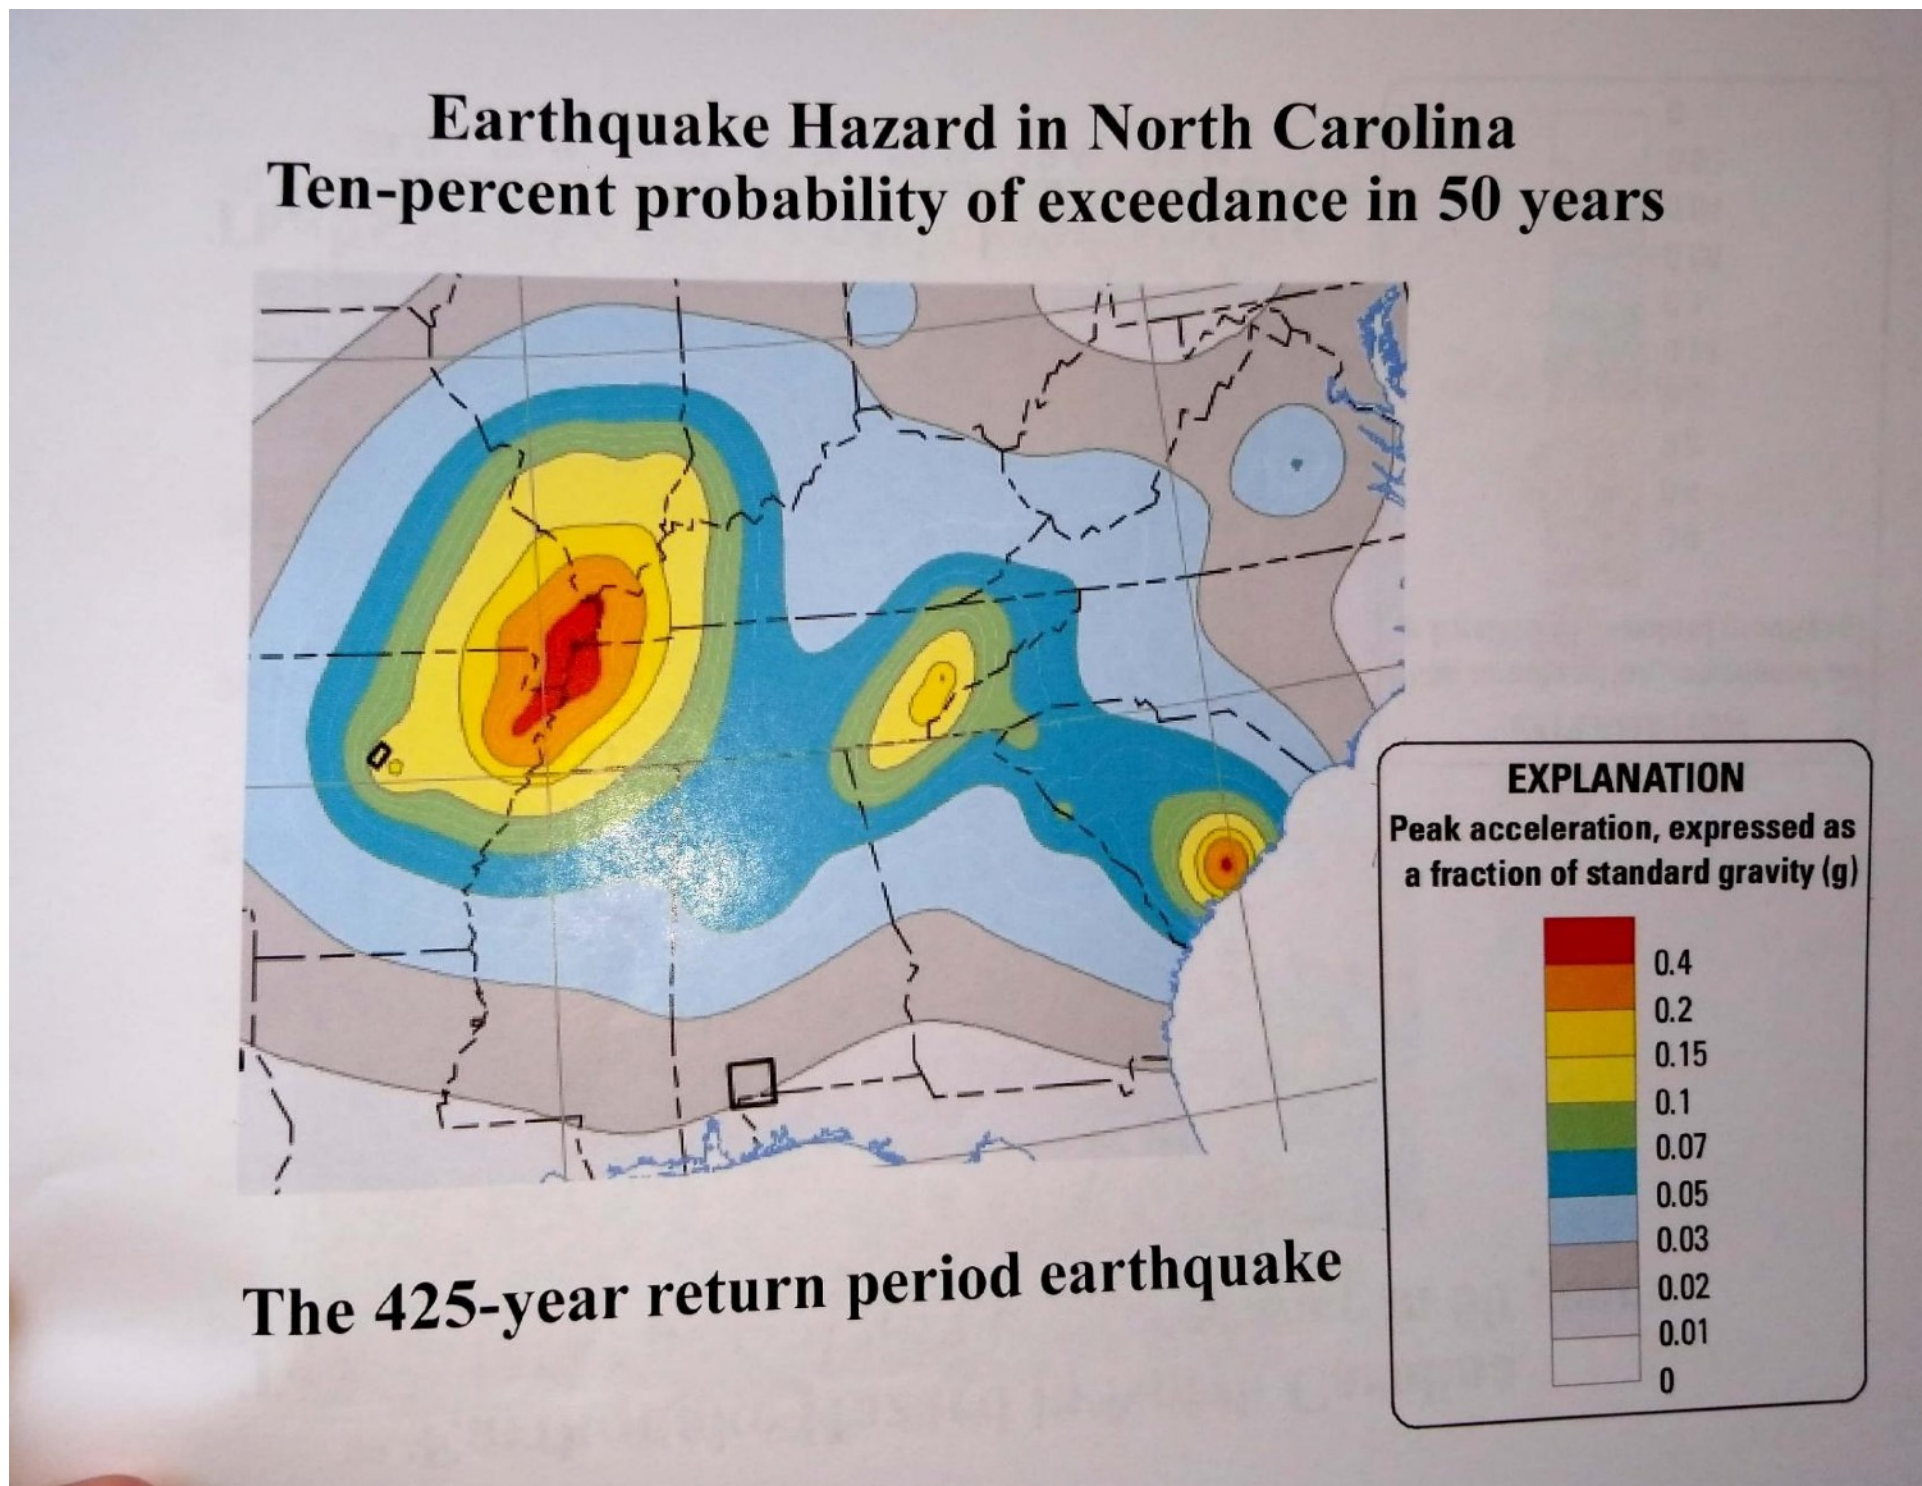 Earthquake Hazard in North Carolina
Ten-percent probability of exceedance in 50 years
EXPLANATION
Peak acceleration, expressed as
a fraction of standard gravity (g)
0.4
0.2
0.15
0.1
0.07
0.05
0.03
0.02
0.01
0
The 425-year return period earthquake